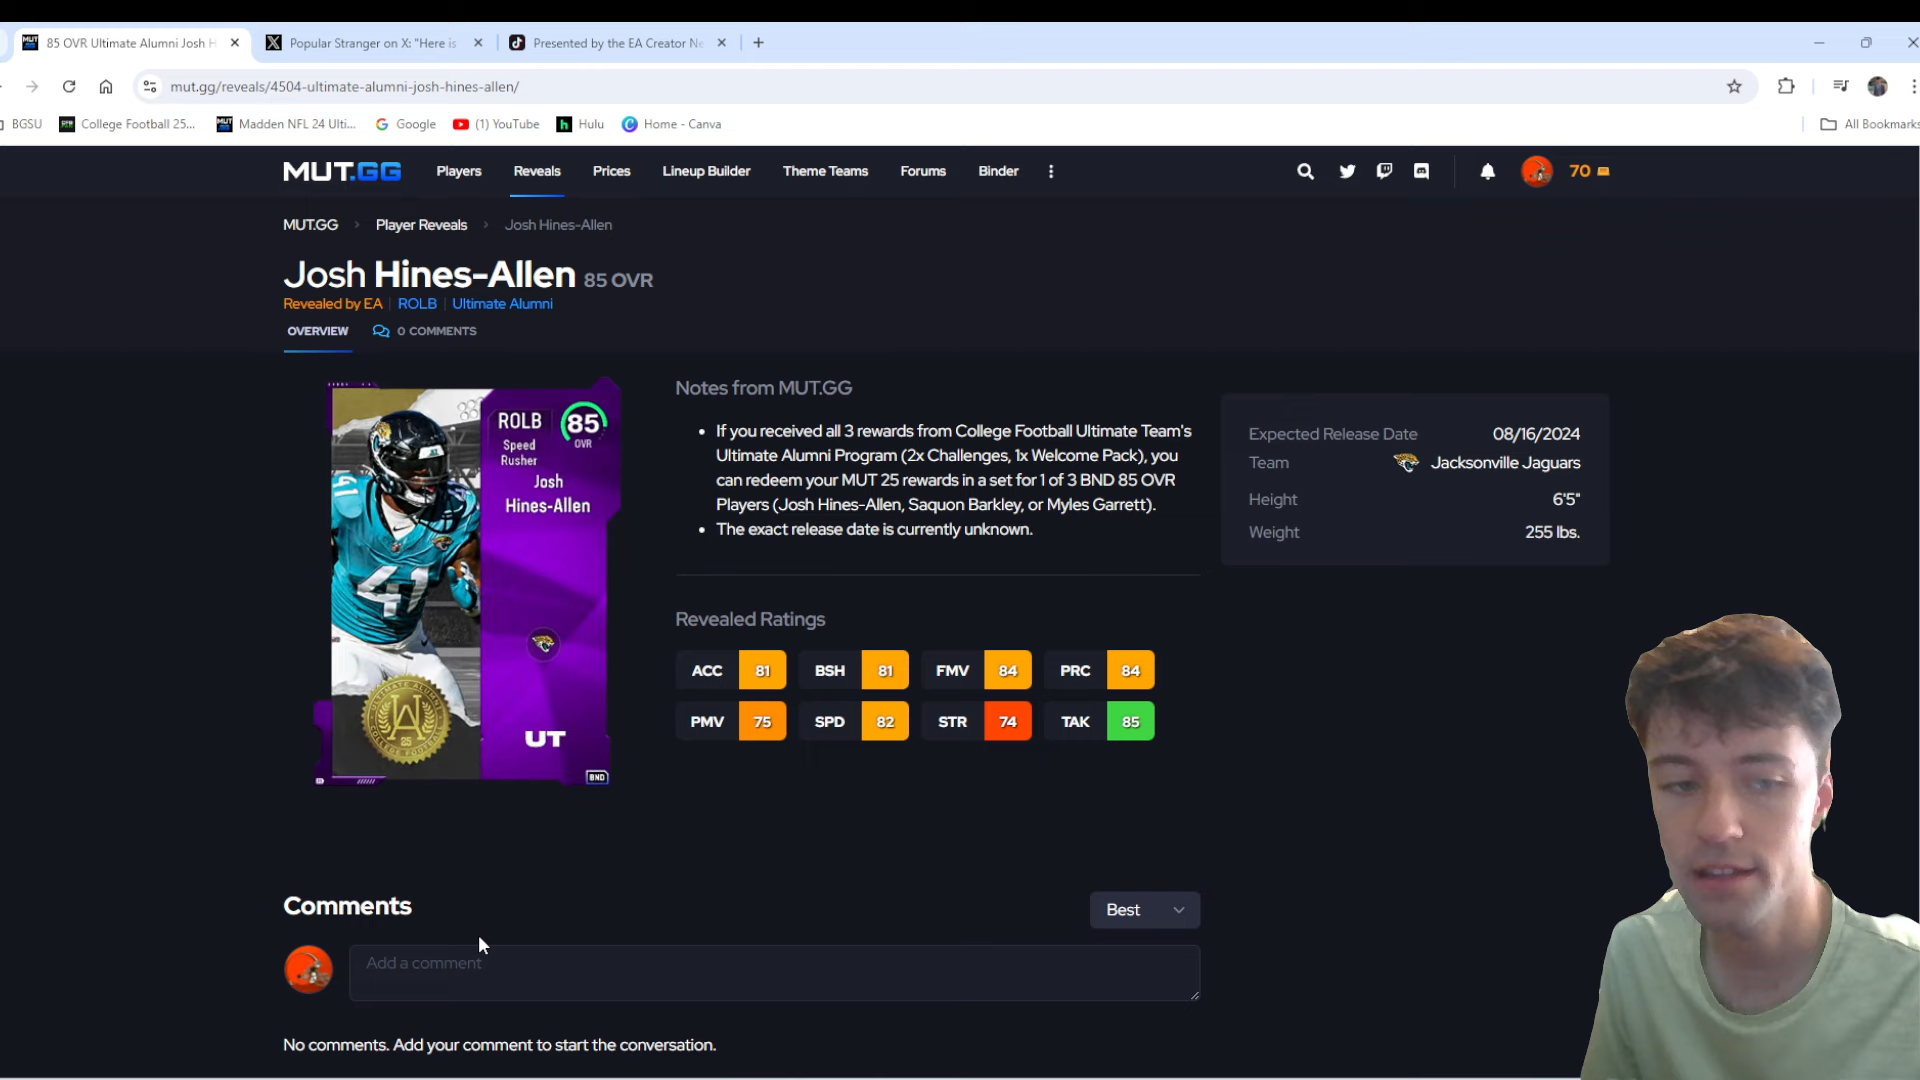 85 OVR Ultimate Alumni Josh H
Popular Stranger on X: "Here is
Presented by the EA Creator Ne
mut.gg/reveals/4504-ultimate-alumni-josh-hines-allen/
BGSU
College Football 25...
Madden NFL 24 Ulti...
Google
(1) YouTube
Hulu
Home - Canva
All Bookmarks
MUT.GG
Players
Reveals
Prices
Lineup Builder
Theme Teams
Forums
Binder
70
MUT.GG > Player Reveals > Josh Hines-Allen
Josh Hines-Allen 85 OVR
Revealed by EA | ROLB | Ultimate Alumni
OVERVIEW
0 COMMENTS
ROLB
85
OVR
Speed
Rusher
Josh
Hines-Allen
41
ULTIMATE ALUMNI
UA
25
COLLEGE FOOTBALL
UT
BND
Notes from MUT.GG
• If you received all 3 rewards from College Football Ultimate Team's
Ultimate Alumni Program (2x Challenges, 1x Welcome Pack), you
can redeem your MUT 25 rewards in a set for 1 of 3 BND 85 OVR
Players (Josh Hines-Allen, Saquon Barkley, or Myles Garrett).
• The exact release date is currently unknown.
Expected Release Date 08/16/2024
Team Jacksonville Jaguars
Height 6'5"
Weight 255 lbs.
Revealed Ratings
ACC 81 BSH 81 FMV 84 PRC 84
PMV 75 SPD 82 STR 74 TAK 85
Comments
Best
Add a comment
No comments. Add your comment to start the conversation.